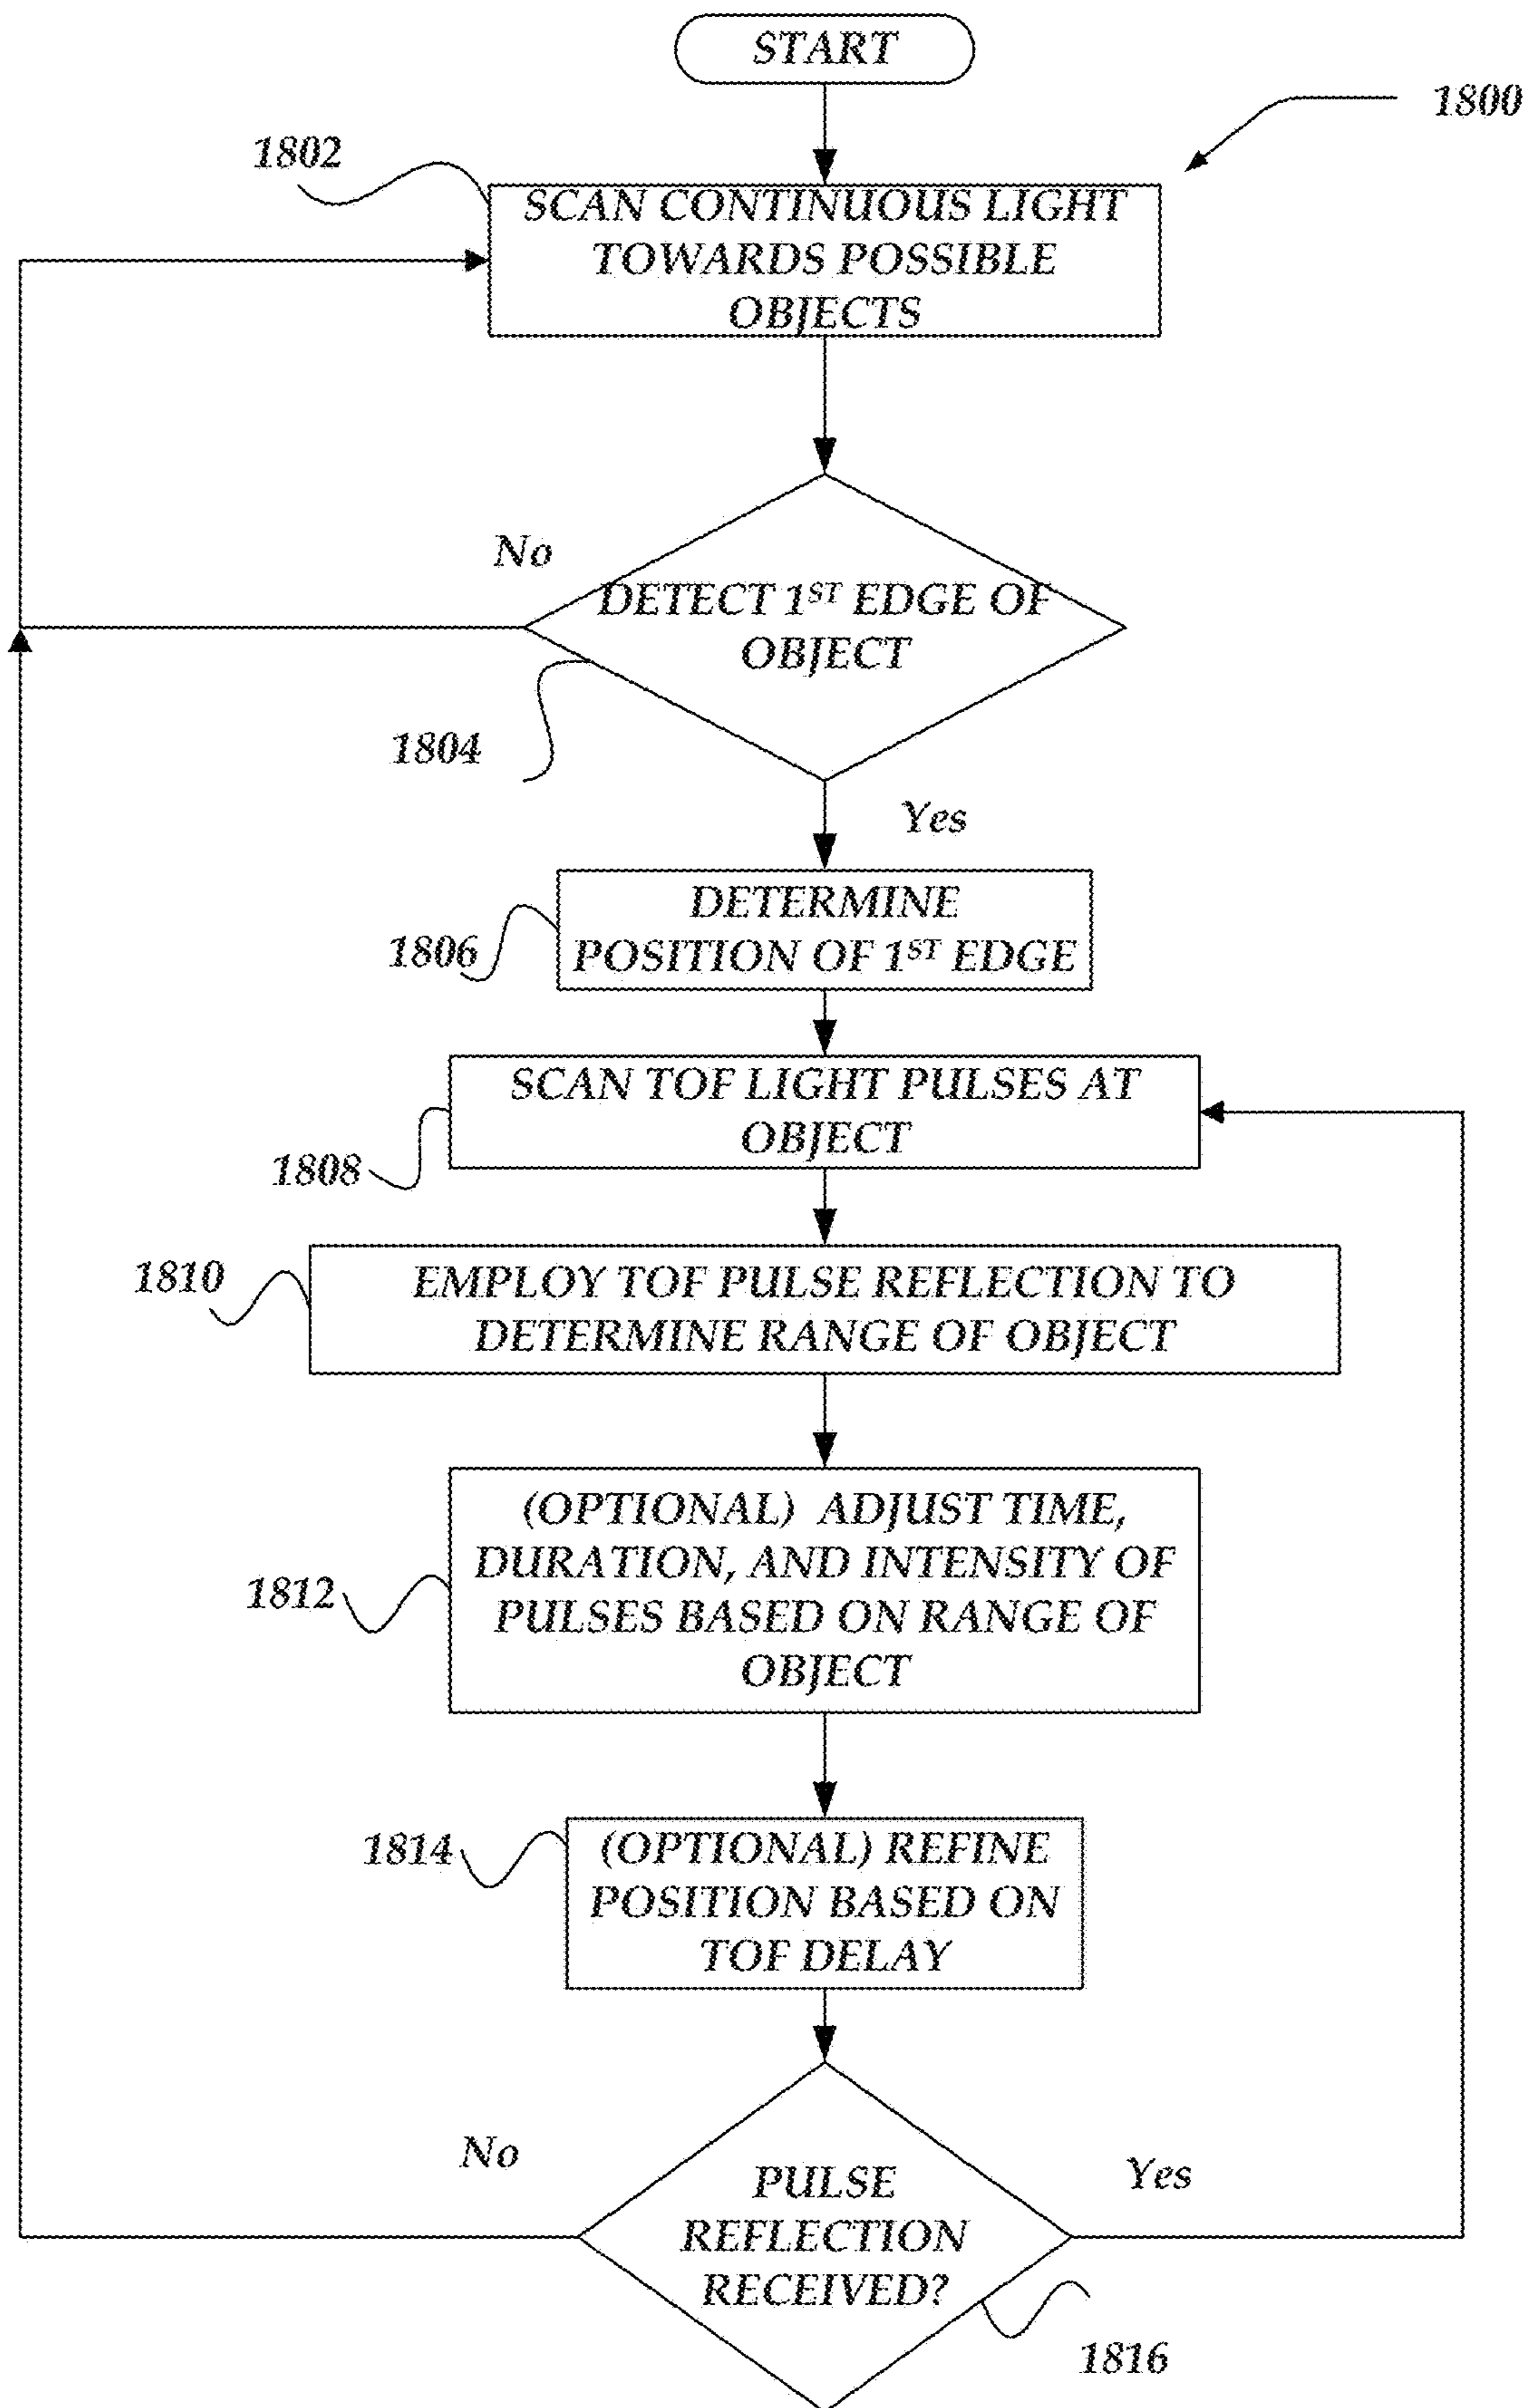 START
1800
1802
SCAN CONTINUOUS LIGHT
TOWARDS POSSIBLE
OBJECTS
No
DETECT 1ST EDGE OF
OBJECT
1804
Yes
DETERMINE
POSITION OF 1ST EDGE
1806
SCAN TOF LIGHT PULSES AT
OBJECT
1808
1810
EMPLOY TOF PULSE REFLECTION TO
DETERMINE RANGE OF OBJECT
(OPTIONAL) ADJUST TIME,
DURATION, AND INTENSITY OF
PULSES BASED ON RANGE OF
OBJECT
1812
1814
(OPTIONAL) REFINE
POSITION BASED ON
TOF DELAY
No
Yes
PULSE
REFLECTION
RECEIVED?
1816